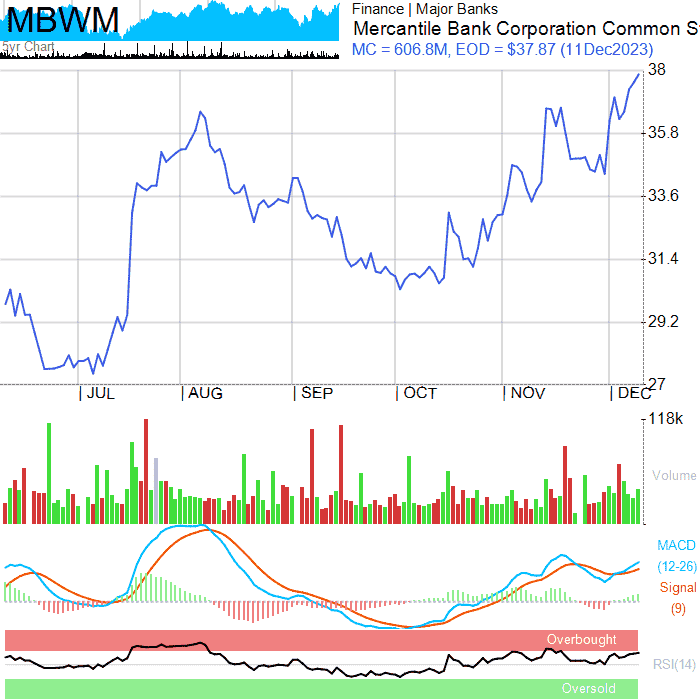 MBWM
5yr Chart
Finance | Major Banks
Mercantile Bank Corporation Common S
MC = 606.8M, EOD = $37.87 (11Dec2023)
38
35.8
33.6
31.4
29.2
27
JUL
AUG
SEP
OCT
NOV
DEC
118k
Volume
MACD
(12-26)
Signal
(9)
Overbought
RSI(14)
Oversold